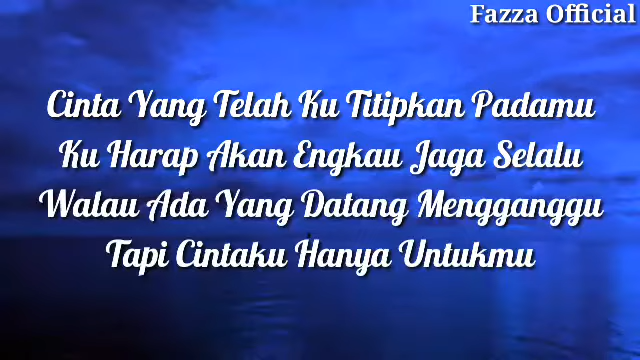 Fazza Official
Cinta Yang Telah Ku Titipkan Padamu
Ku Harap Akan Engkau Jaga Selalu
Walau Ada Yang Datang Mengganggu
Tapi Cintaku Hanya Untukmu